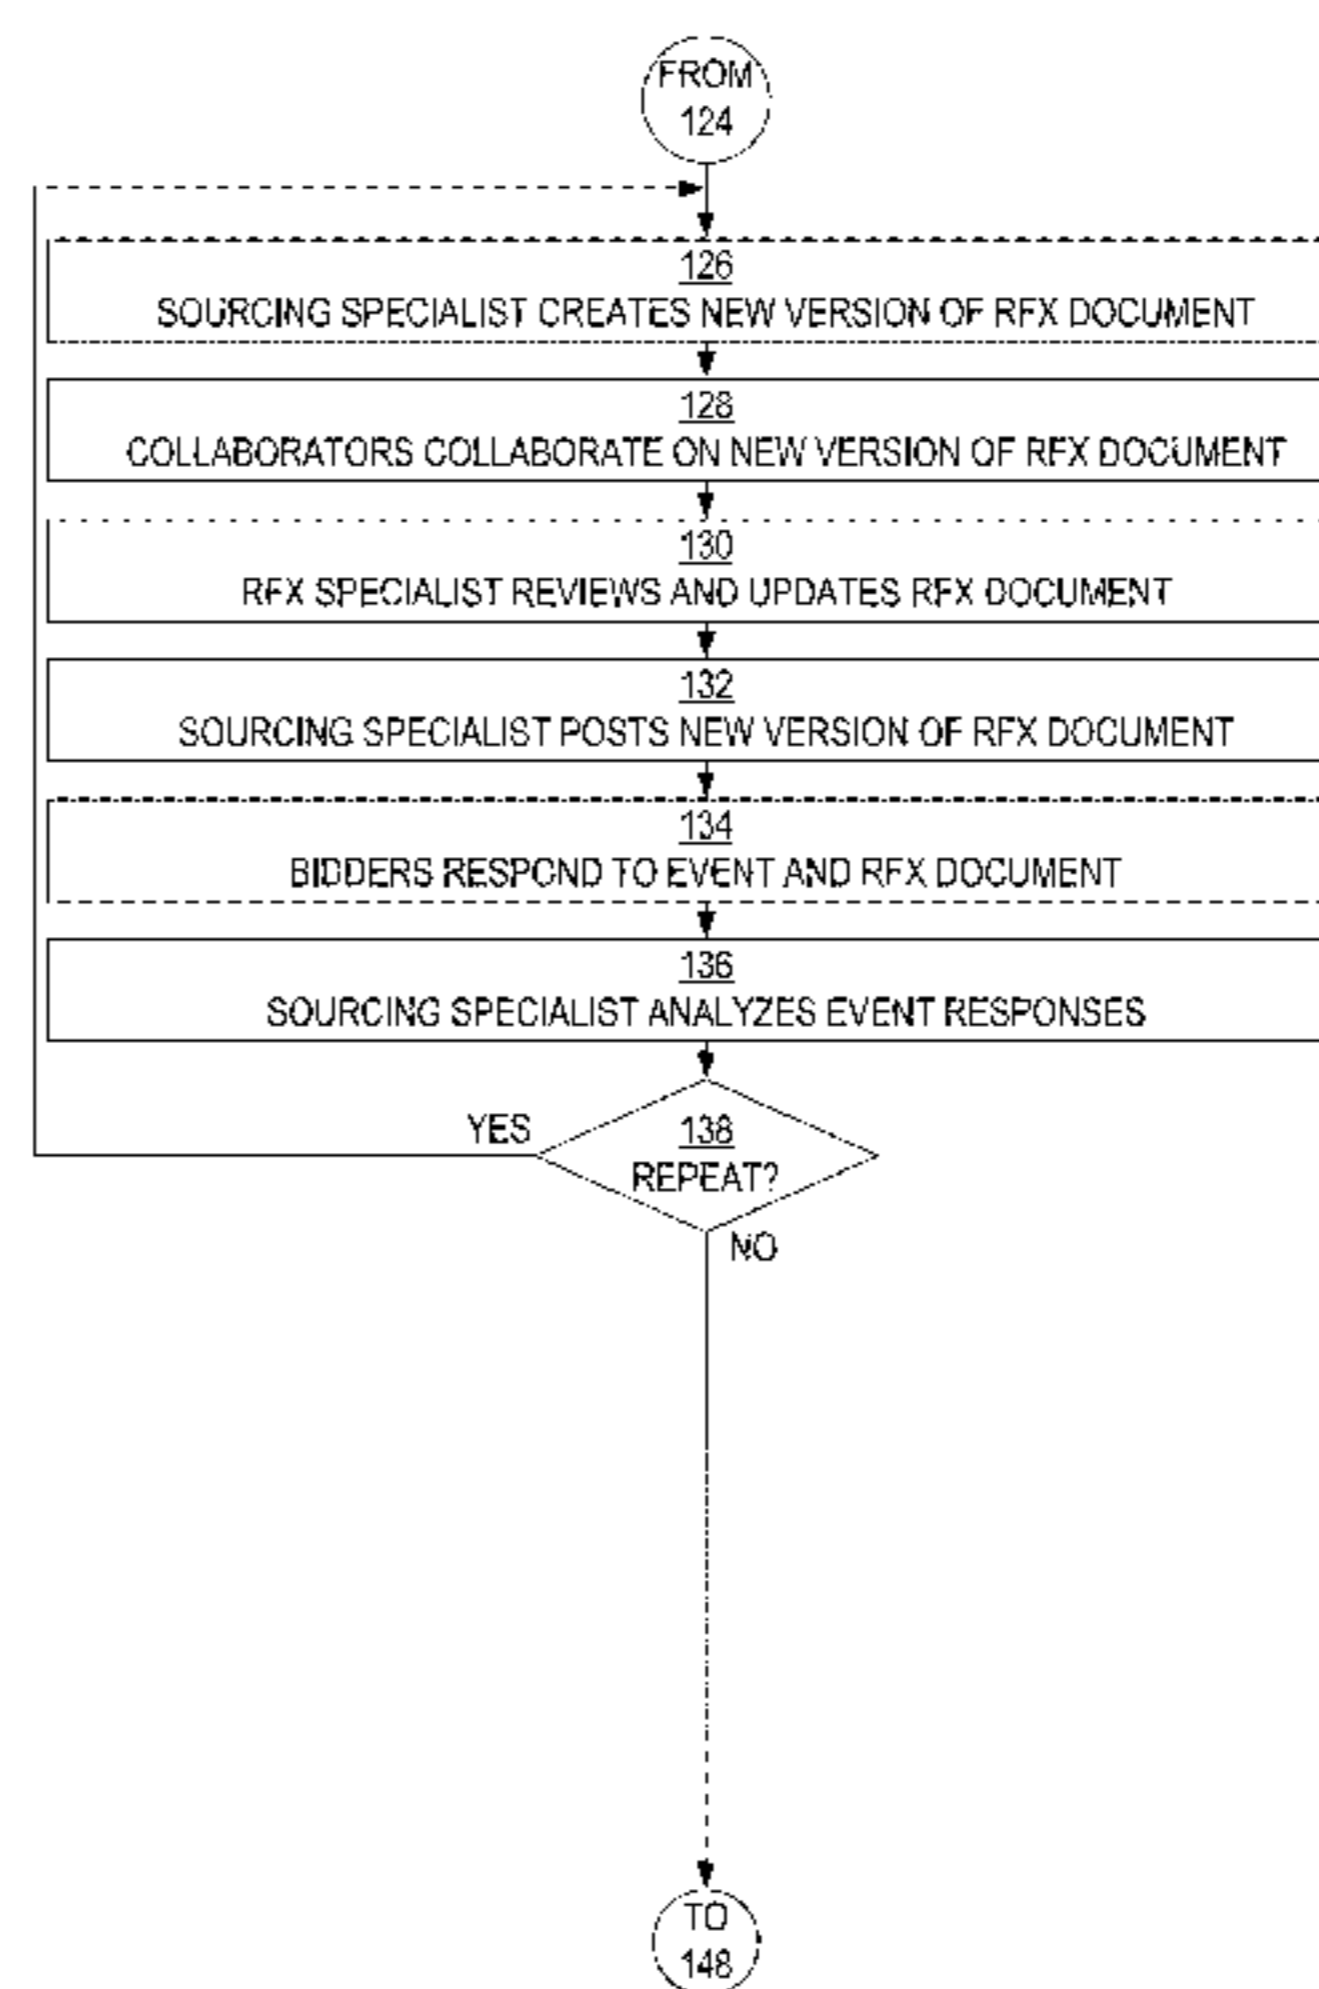 FROM
124
126
SOURCING SPECIALIST CREATES NEW VERSION OF RFX DOCUMENT
128
COLLABORATORS COLLABORATE ON NEW VERSION OF RFX DOCUMENT
130
RFX SPECIALIST REVIEWS AND UPDATES RFX DOCUMENT
132
SOURCING SPECIALIST POSTS NEW VERSION OF RFX DOCUMENT
134
BIDDERS RESPOND TO EVENT AND RFX DOCUMENT
136
SOURCING SPECIALIST ANALYZES EVENT RESPONSES
YES
138
REPEAT?
NO
TO
148